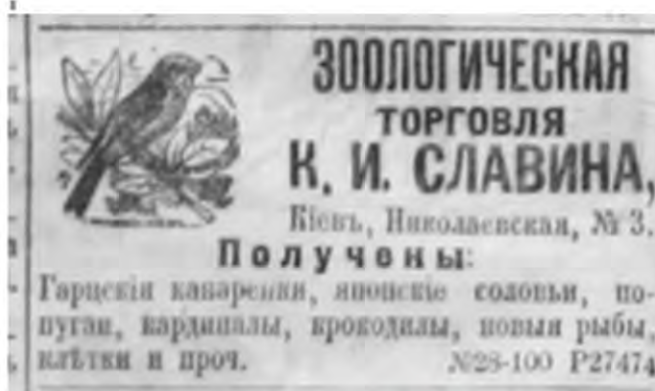 ЗООЛОГИЧЕСКАЯ
ТОРГОВЛЯ
К. И. СЛАВИНА,
Кіевъ, Николаевская, № 3.
Получены:
Гарцскія канарейки, японскіе соловьи, по-
пугаи, кардиналы, крокодилы, новыя рыбы,
клѣтки и проч. №28-100 Р27474